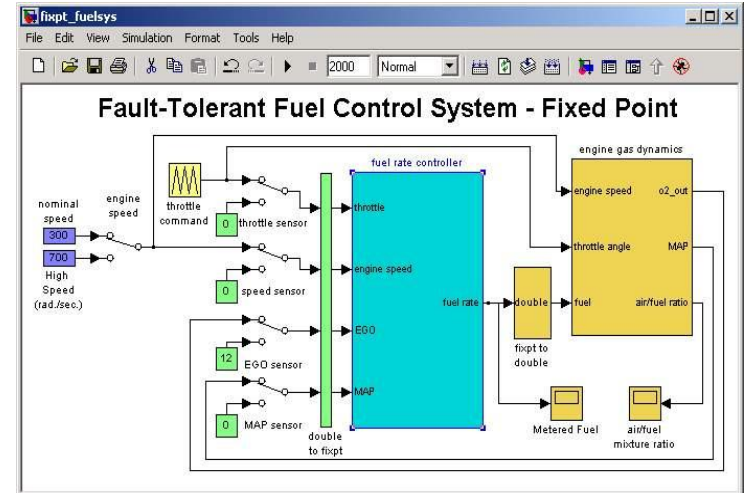 fixpt_fuelsys
File Edit View Simulation Format Tools Help
2000 Normal
Fault-Tolerant Fuel Control System - Fixed Point
nominal
speed
300
700
High
Speed
(rad./sec.)
engine
speed
throttle
command
0
throttle sensor
0
speed sensor
12
EGO sensor
0
MAP sensor
double
to fixpt
fuel rate controller
throttle
engine speed
EGO
MAP
fuel rate
double
fixpt to
double
engine gas dynamics
engine speed
throttle angle
fuel
o2_out
MAP
air/fuel ratio
Metered Fuel
air/fuel
mixture ratio